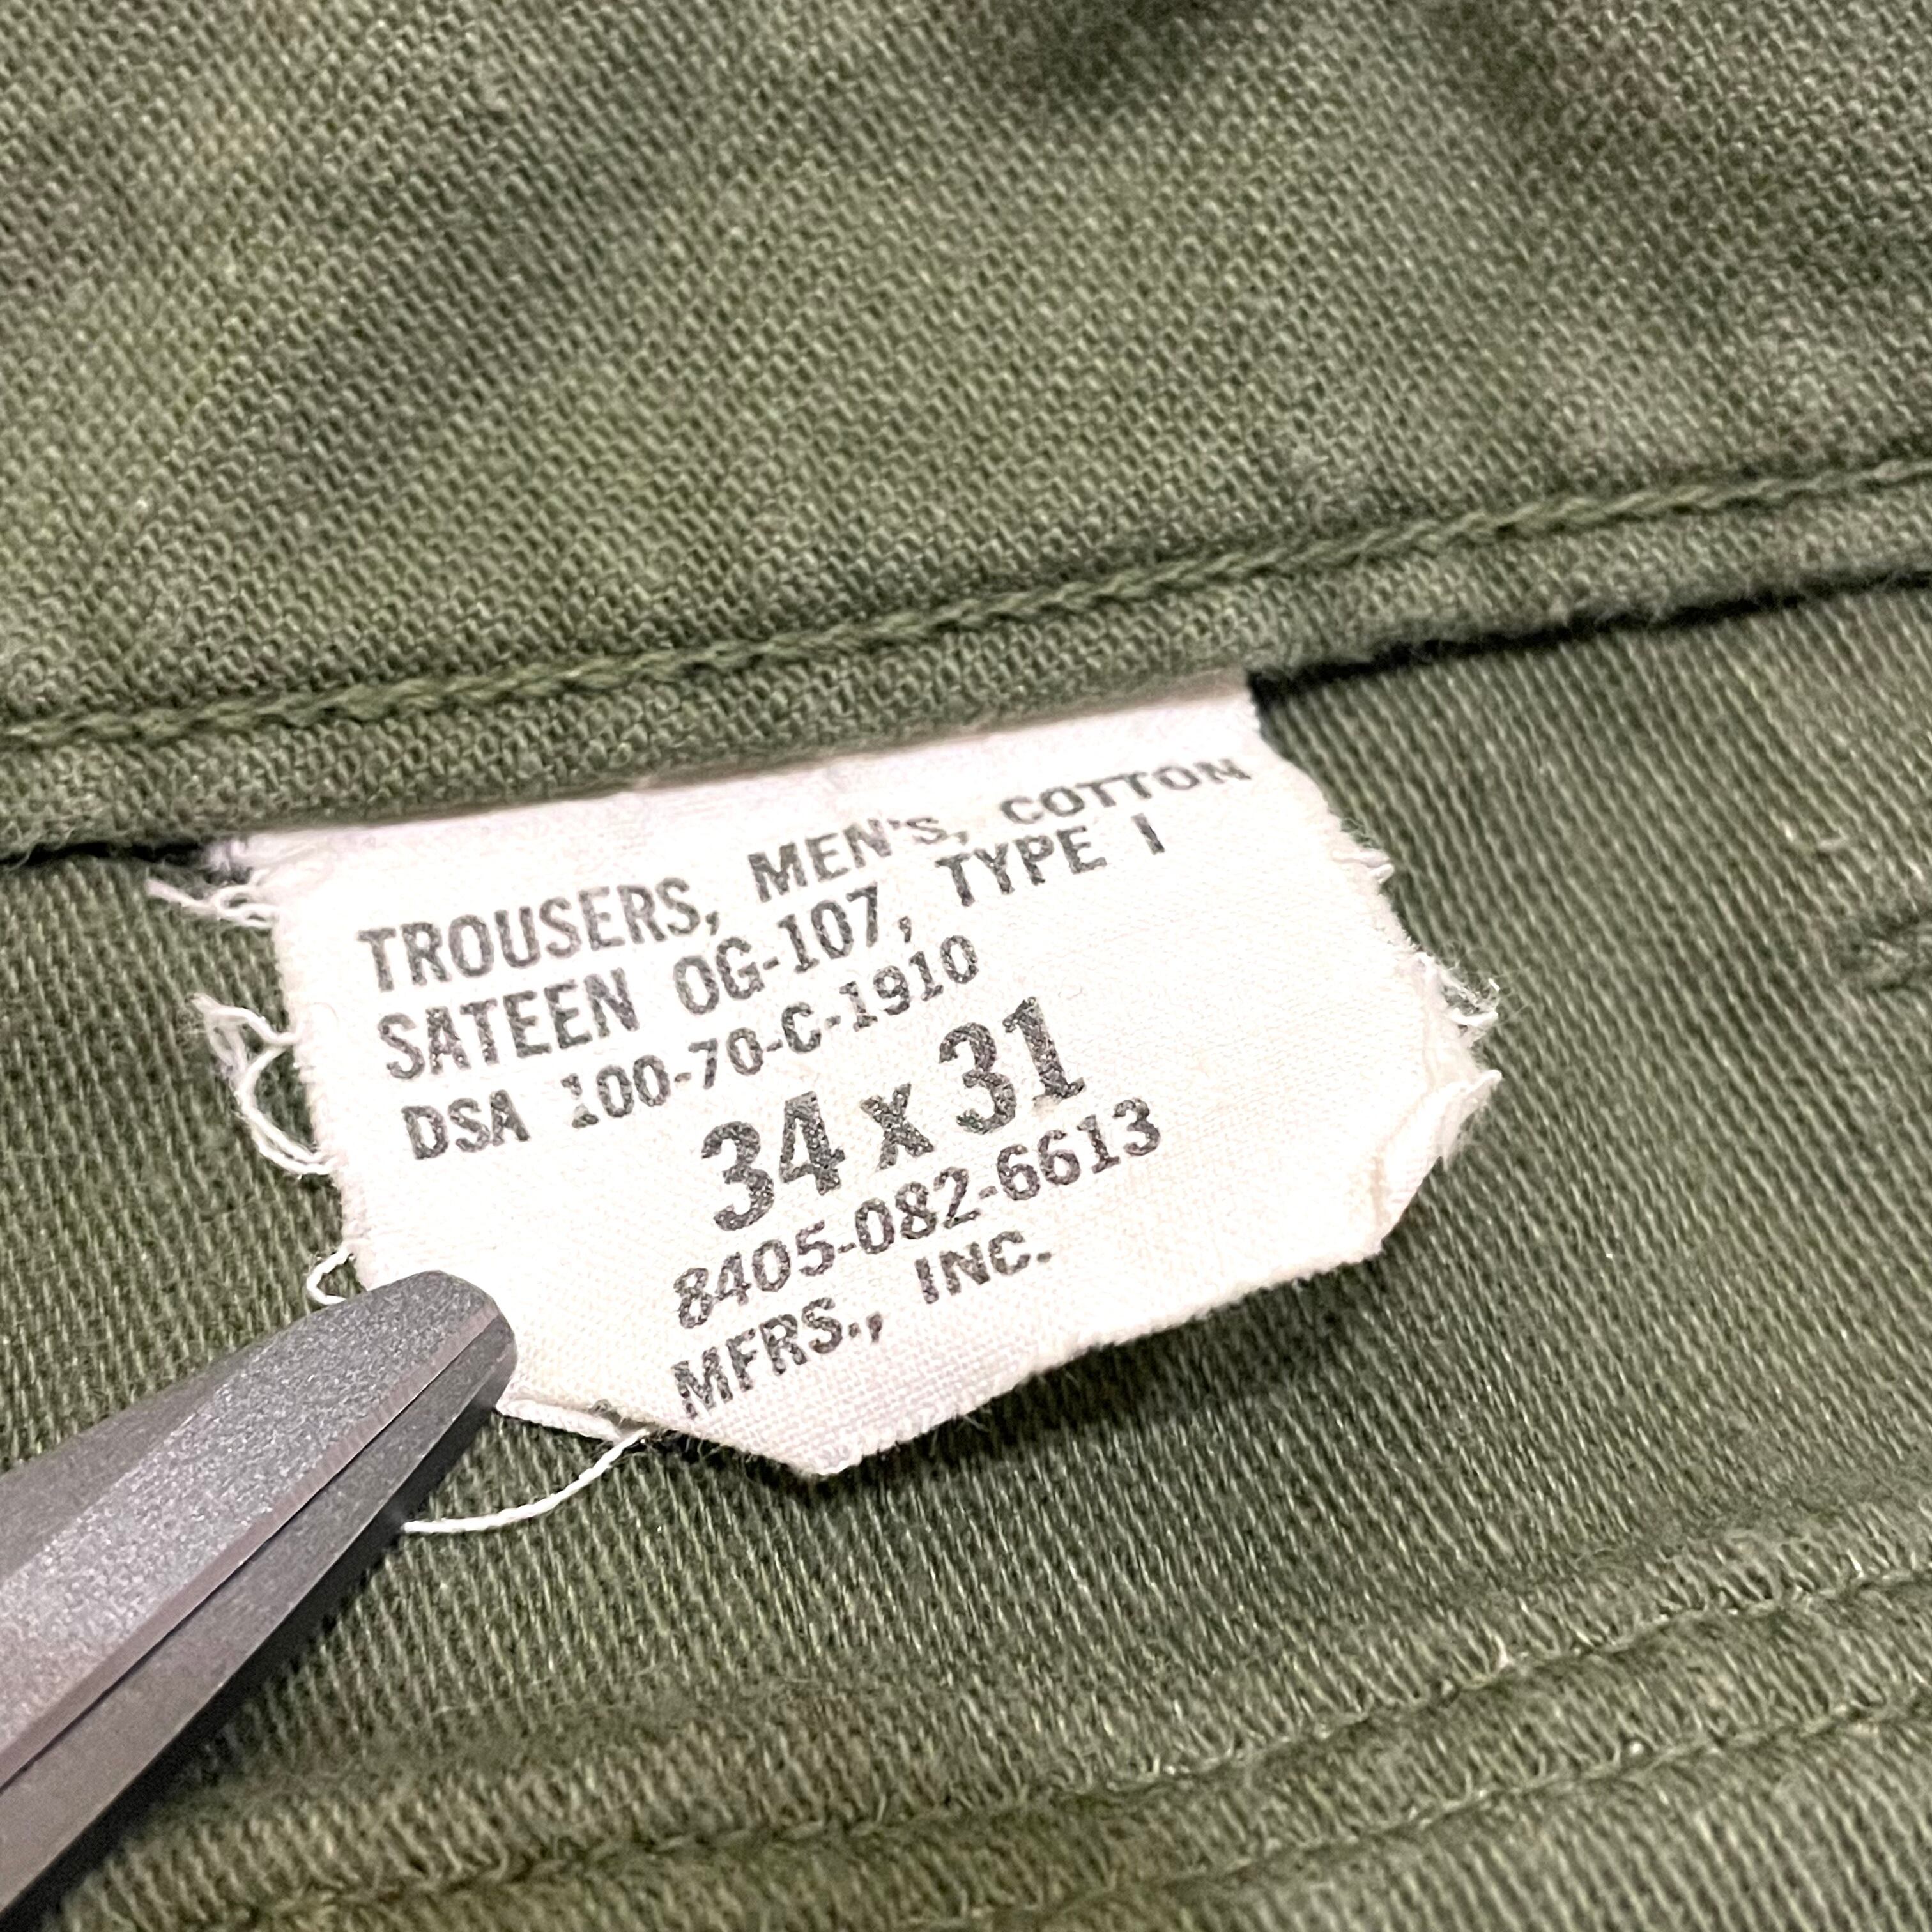 TROUSERS, MEN'S, COTTON
SATEEN OG-107, TYPE I
DSA 100-70-C-1910
34 x 31
8405-082-6613
MFRS., INC.